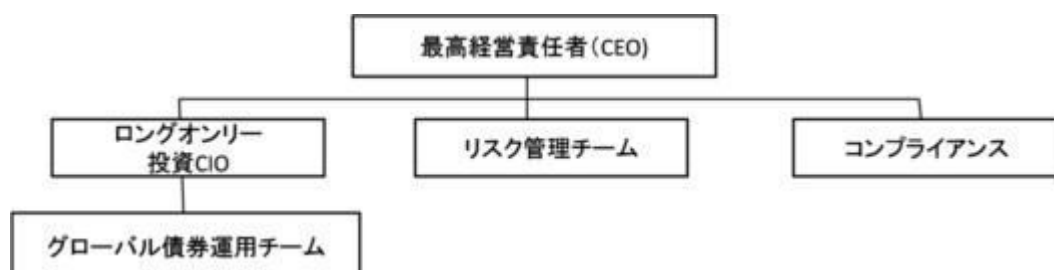 最高経営責任者（CEO)
ロングオンリー
投資CIO
リスク管理チーム
コンプライアンス
グローバル債券運用チーム